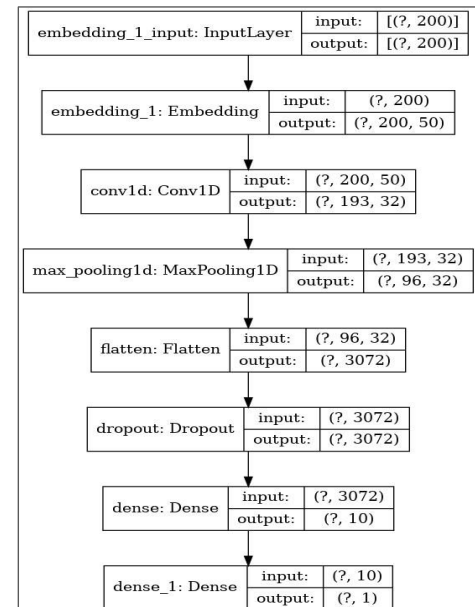 embedding_1_input: InputLayer
input: [(?, 200)]
output: [(?, 200)]
embedding_1: Embedding
input: (?, 200)
output: (?, 200, 50)
conv1d: Conv1D
input: (?, 200, 50)
output: (?, 193, 32)
max_pooling1d: MaxPooling1D
input: (?, 193, 32)
output: (?, 96, 32)
flatten: Flatten
input: (?, 96, 32)
output: (?, 3072)
dropout: Dropout
input: (?, 3072)
output: (?, 3072)
dense: Dense
input: (?, 3072)
output: (?, 10)
dense_1: Dense
input: (?, 10)
output: (?, 1)